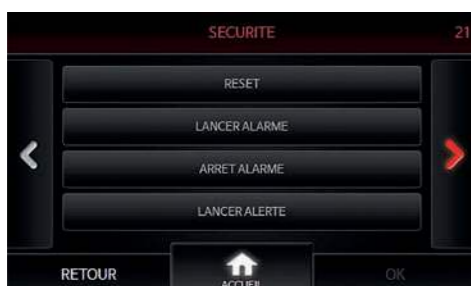 SECURITE 21
RESET
LANCER ALARME
ARRET ALARME
LANCER ALERTE
RETOUR
ACCUEIL
OK